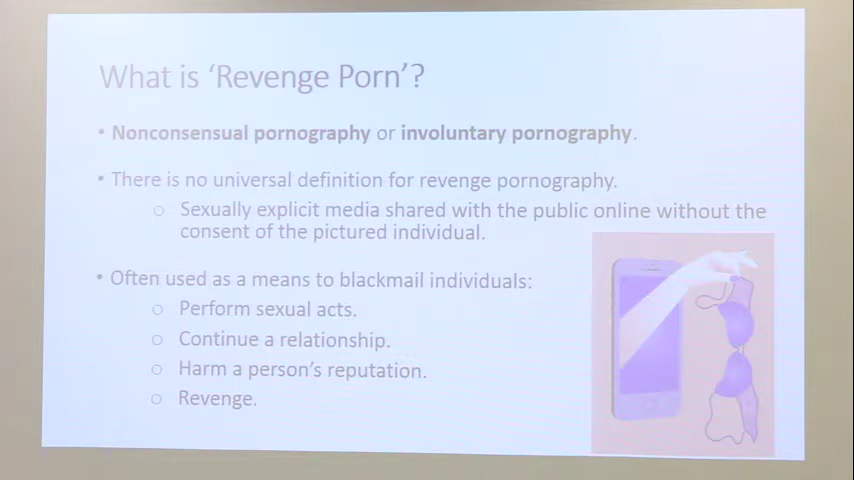 What is ‘Revenge Porn’?
• Nonconsensual pornography or involuntary pornography.
• There is no universal definition for revenge pornography.
○ Sexually explicit media shared with the public online without the
consent of the pictured individual.
• Often used as a means to blackmail individuals:
○ Perform sexual acts.
○ Continue a relationship.
○ Harm a person’s reputation.
○ Revenge.